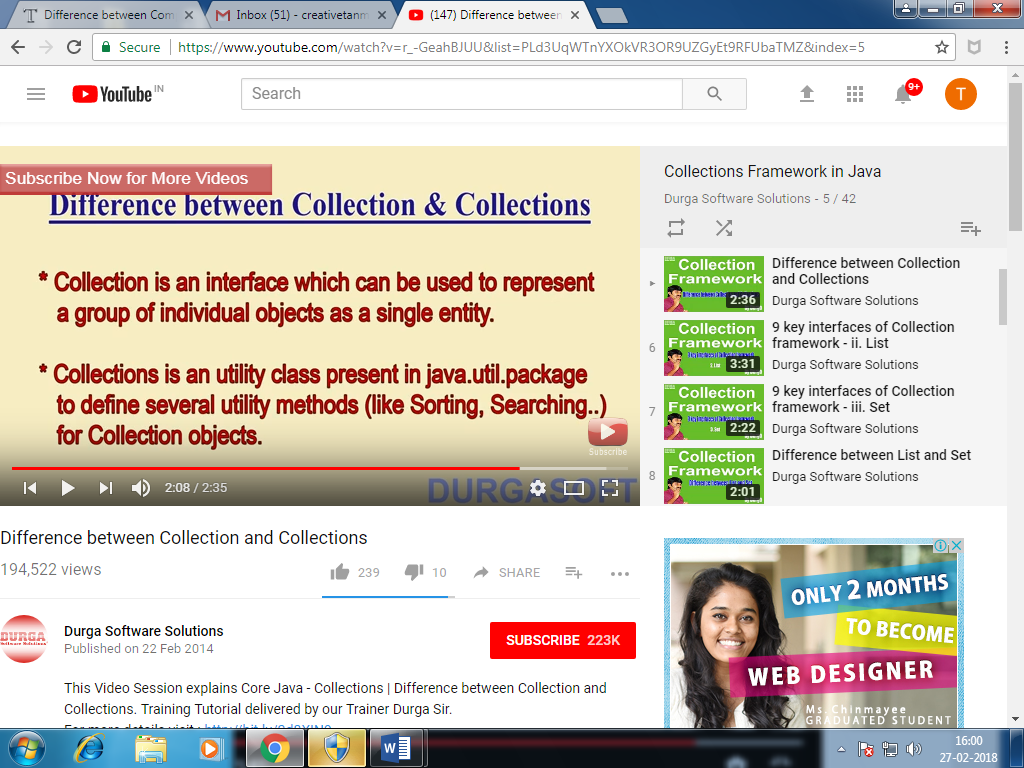 Difference between Com
Inbox (51) - creativetanm
(147) Difference between
Secure
https://www.youtube.com/watch?v=r_-GeahBJUU&list=PLd3UqWTnYXOkVR3OR9UZGyEt9RFUbaTMZ&index=5
YouTube IN
Search
9+
T
Subscribe Now for More Videos
Difference between Collection & Collections
* Collection is an interface which can be used to represent
a group of individual objects as a single entity.
* Collections is an utility class present in java.util.package
to define several utility methods (like Sorting, Searching..)
for Collection objects.
Subscribe
2:08 / 2:35
DURGASOFT
Collections Framework in Java
Durga Software Solutions - 5 / 42
Collection
Framework
2:36
Difference between Collection
and Collections
Durga Software Solutions
6
Collection
Framework
3:31
9 key interfaces of Collection
framework - ii. List
Durga Software Solutions
7
Collection
Framework
2:22
9 key interfaces of Collection
framework - iii. Set
Durga Software Solutions
8
Collection
Framework
2:01
Difference between List and Set
Durga Software Solutions
Difference between Collection and Collections
194,522 views
239
10
SHARE
DURGA
Software Solutions
Durga Software Solutions
Published on 22 Feb 2014
SUBSCRIBE 223K
This Video Session explains Core Java - Collections | Difference between Collection and
Collections. Training Tutorial delivered by our Trainer Durga Sir.
ONLY 2 MONTHS
TO BECOME
WEB DESIGNER
Ms. Chinmayee
GRADUATED STUDENT
16:00
27-02-2018